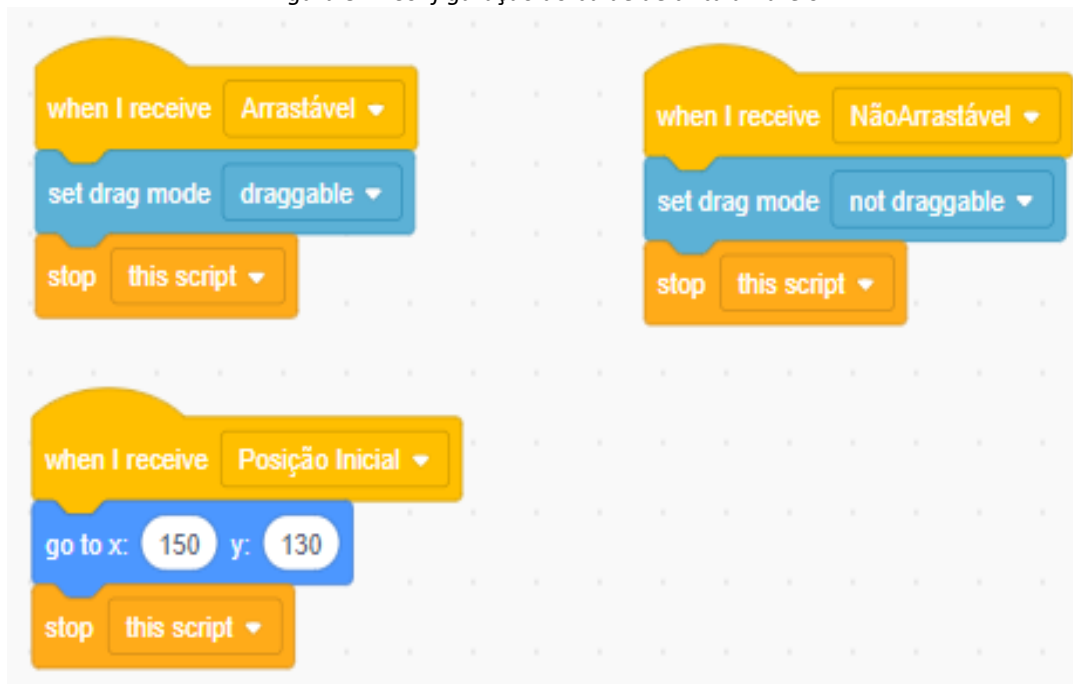 when I receive Arrastável
set drag mode draggable
stop this script
when I receive NãoArrastável
set drag mode not draggable
stop this script
when I receive Posição Inicial
go to x: 150 y: 130
stop this script